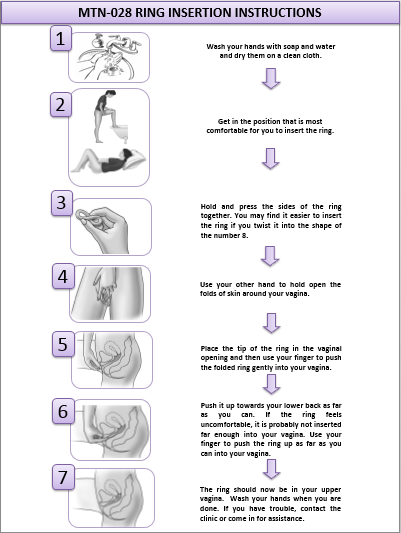 MTN-028 RING INSERTION INSTRUCTIONS
1
Wash your hands with soap and water
and dry them on a clean cloth.
2
Get in the position that is most
comfortable for you to insert the ring.
3
Hold and press the sides of the ring
together. You may find it easier to insert
the ring if you twist it into the shape of
the number 8.
4
Use your other hand to hold open the
folds of skin around your vagina.
5
Place the tip of the ring in the vaginal
opening and then use your finger to push
the folded ring gently into your vagina.
6
Push it up towards your lower back as far
as you can. If the ring feels
uncomfortable, it is probably not inserted
far enough into your vagina. Use your
finger to push the ring up as far as you
can into your vagina.
7
The ring should now be in your upper
vagina. Wash your hands when you are
done. If you have trouble, contact the
clinic or come in for assistance.